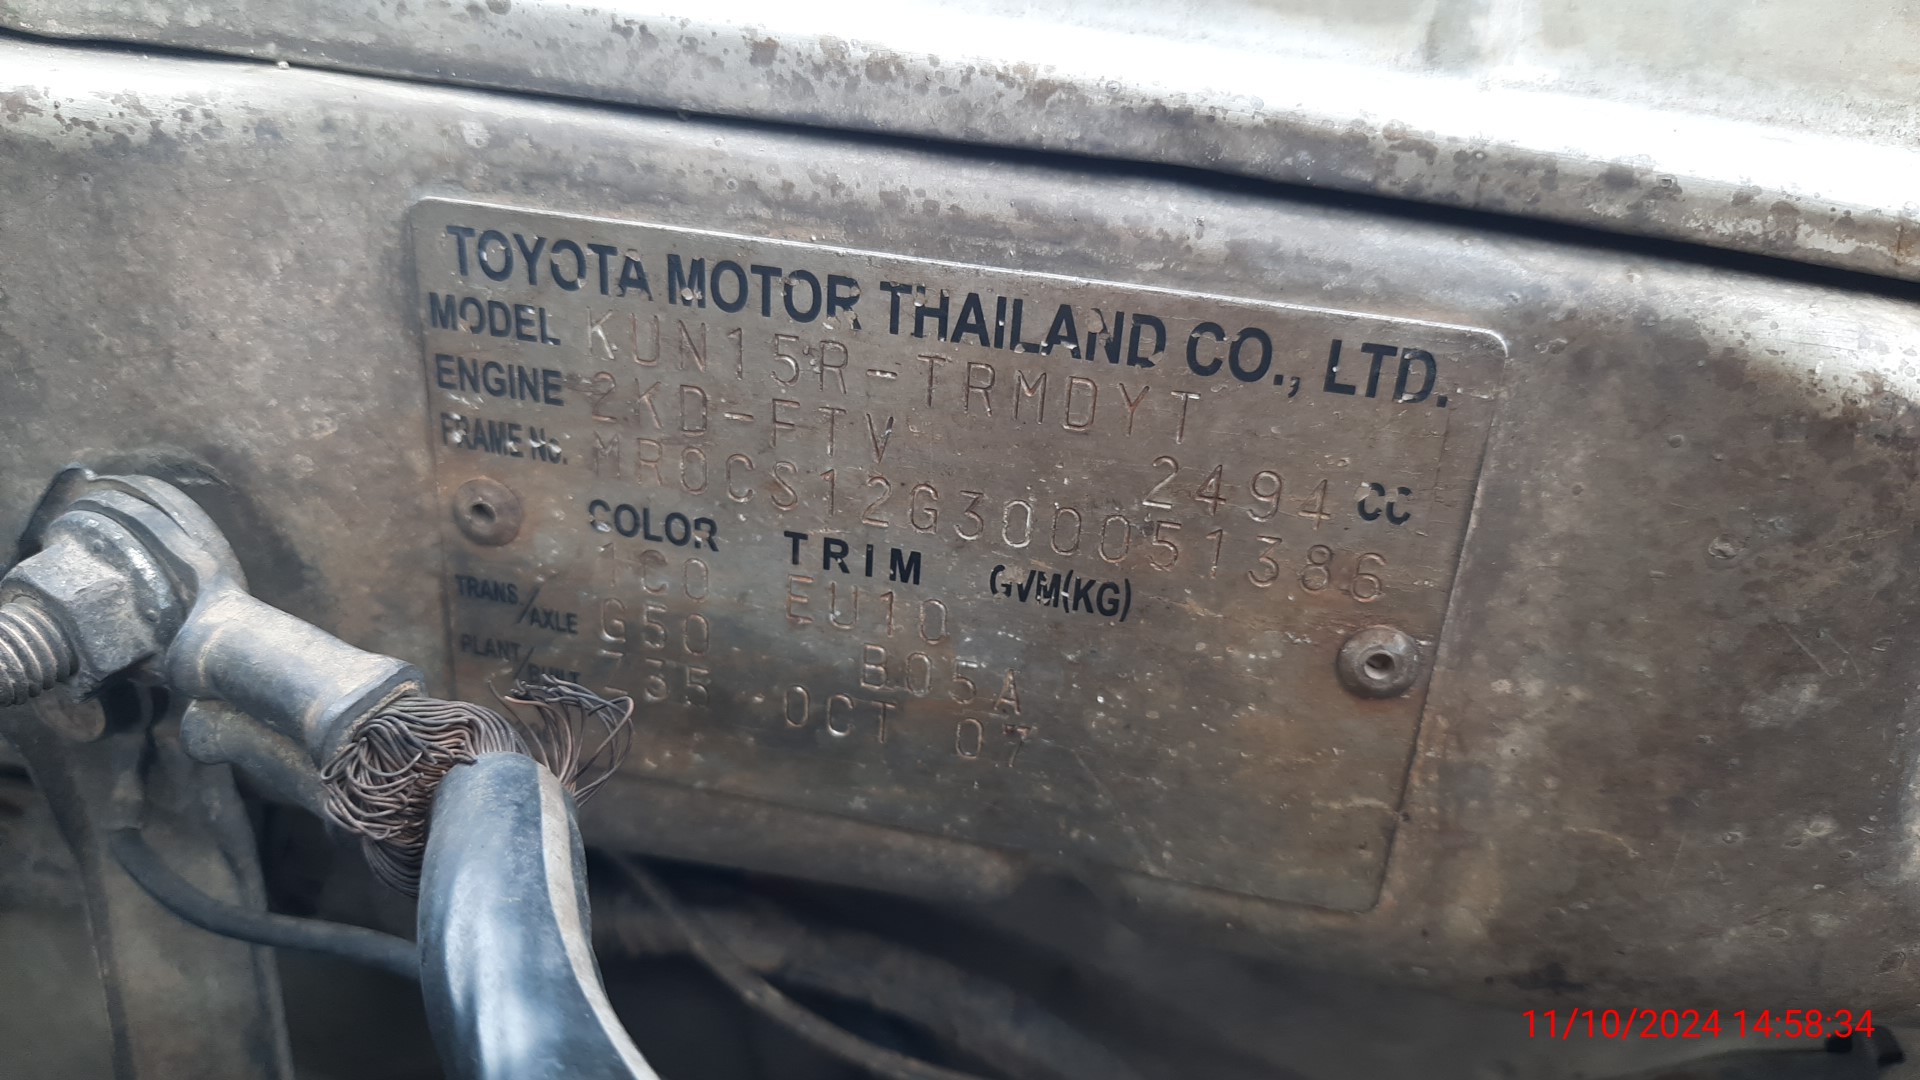 TOYOTA MOTOR THAILAND CO., LTD.
MODEL KUN15R-TRMDYT
ENGINE 2KD-FTV 2494 CC
FRAME No. MR0CS12G300051386
COLOR TRIM GVM(KG)
1C0 EU10
TRANS/AXLE G50 B05A
PLANT/BUILT 235 OCT 07
11/10/2024 14:58:34